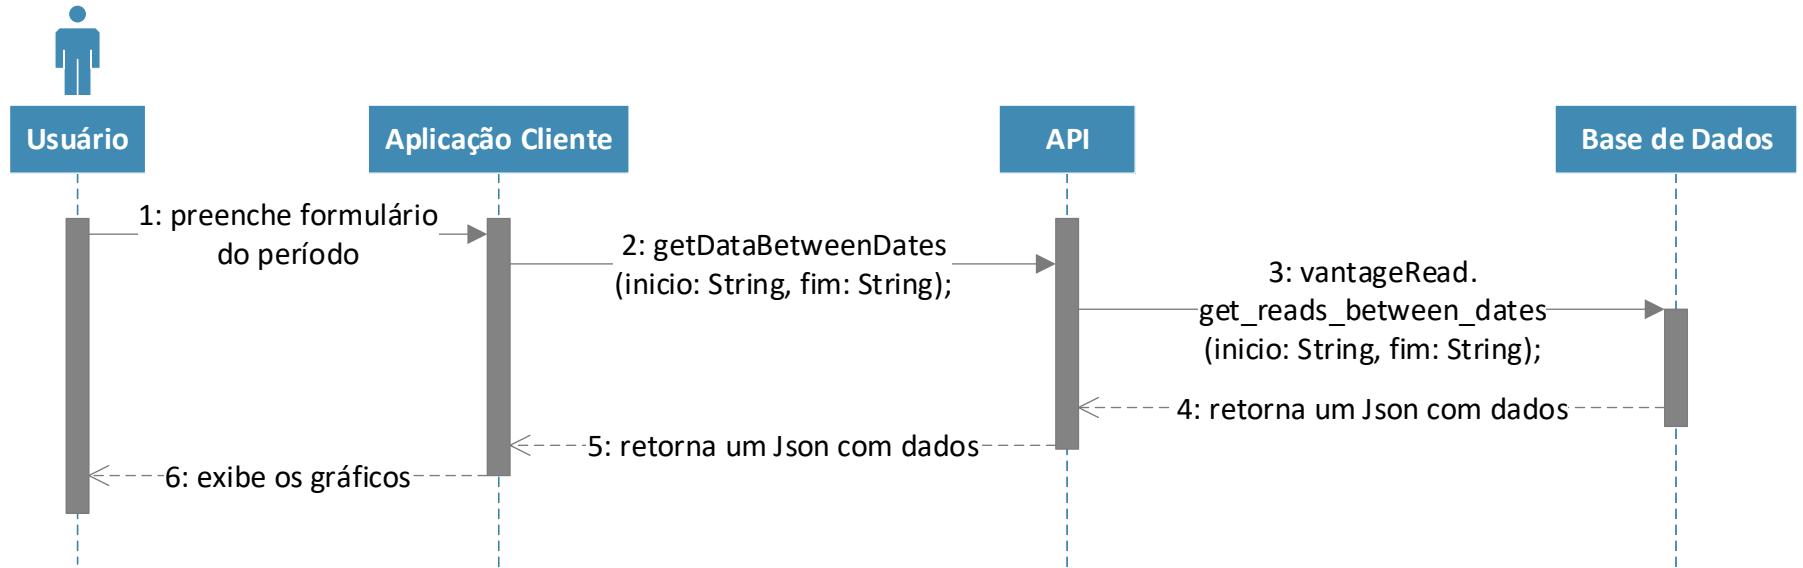 Usuário
Aplicação Cliente
API
Base de Dados
1: preenche formulário
do período
2: getDataBetweenDates
(inicio: String, fim: String);
3: vantageRead.
get_reads_between_dates
(inicio: String, fim: String);
4: retorna um Json com dados
5: retorna um Json com dados
6: exibe os gráficos